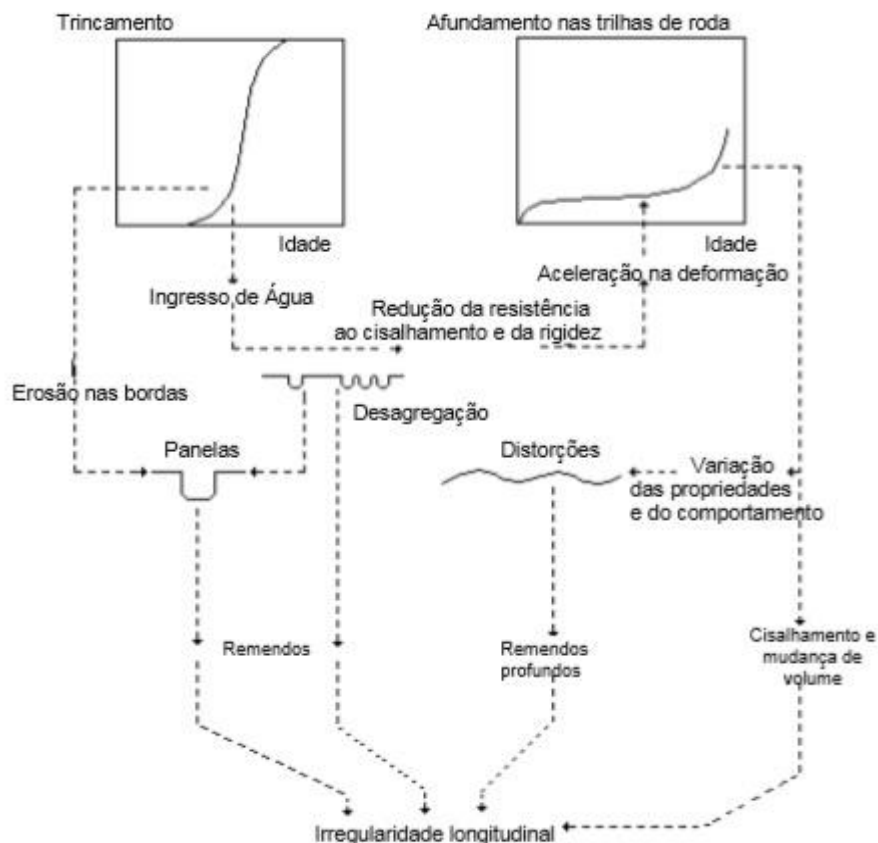 Trincamento
Afundamento nas trilhas de roda
Idade
Idade
Ingresso de Água
Aceleração na deformação
Redução da resistência
ao cisalhamento e da rigidez
Erosão nas bordas
Desagregação
Panelas
Distorções
Variação
das propriedades
e do comportamento
Remendos
Remendos
profundos
Cisalhamento e
mudança de
volume
Irregularidade longitudinal